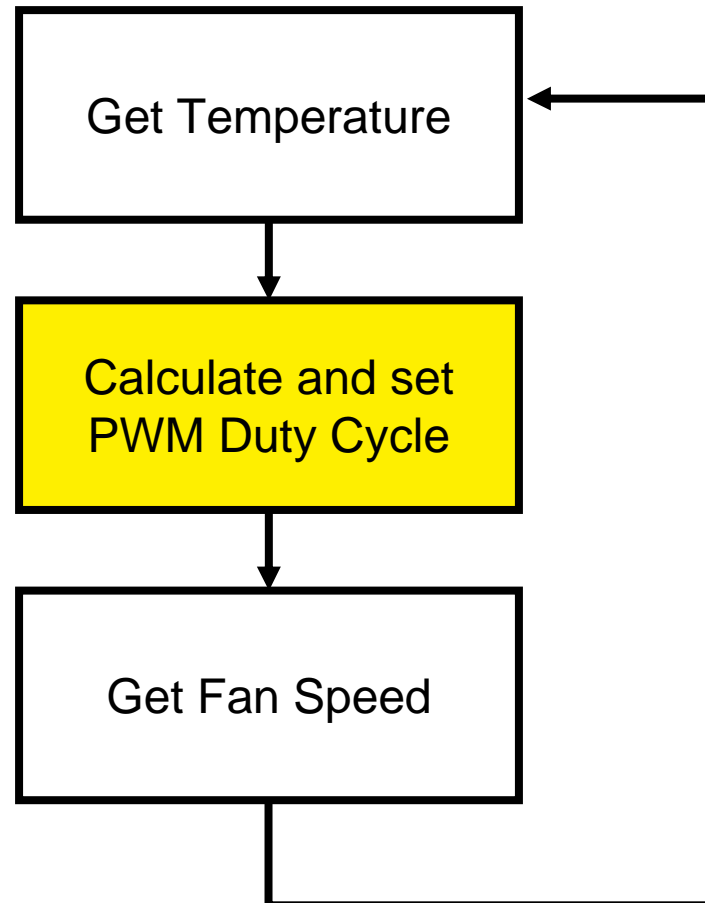 Get Temperature
Calculate and set
PWM Duty Cycle
Get Fan Speed